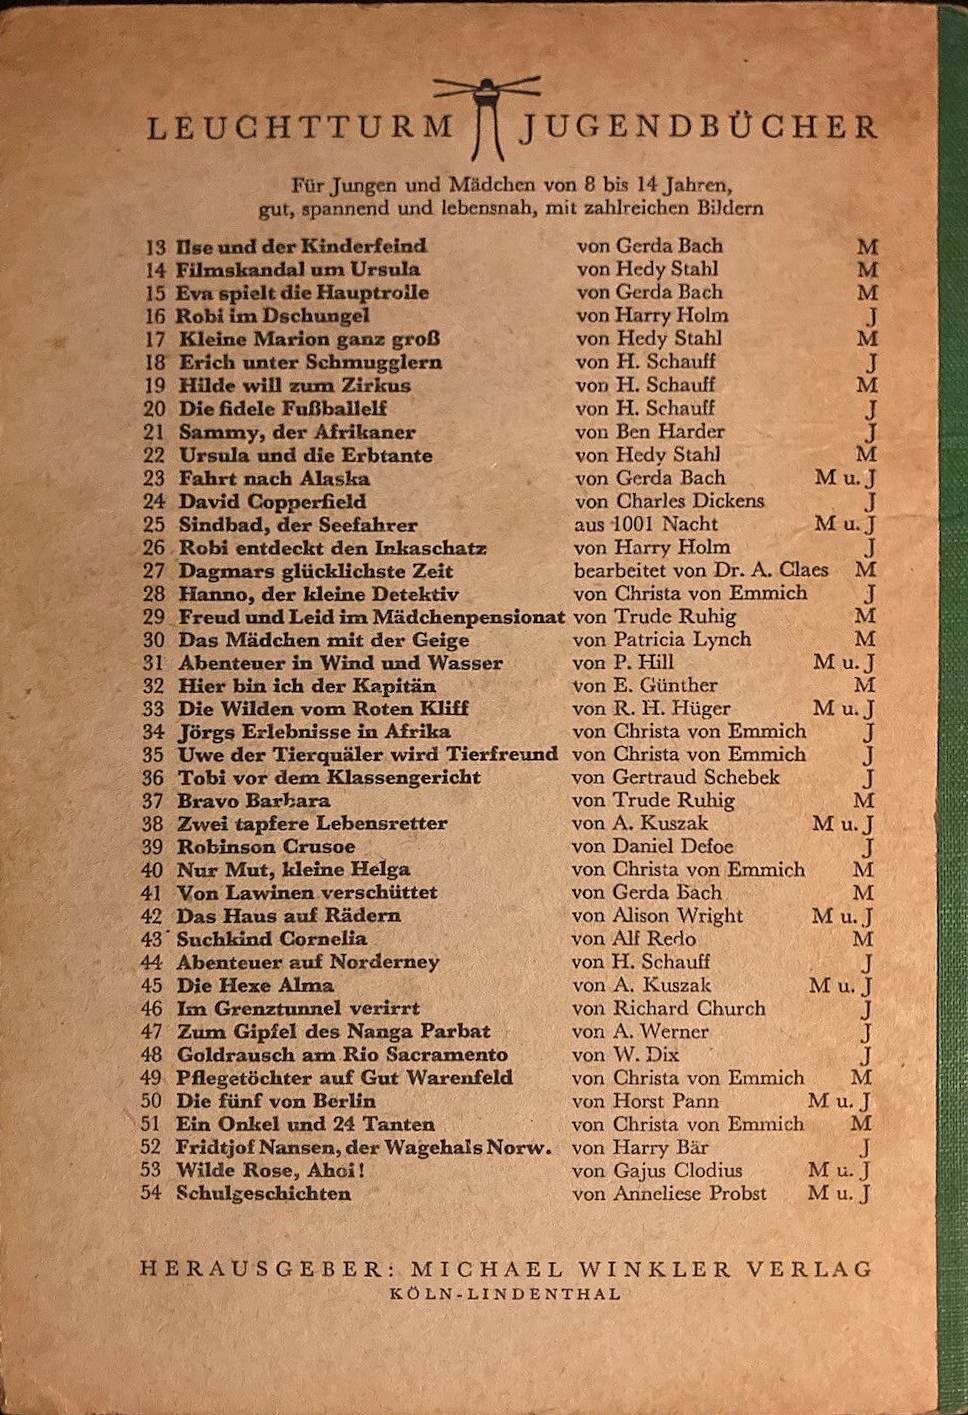 LEUCHTTURM JUGENDBÜCHER
Für Jungen und Mädchen von 8 bis 14 Jahren,
gut, spannend und lebensnah, mit zahlreichen Bildern
13 Ilse und der Kinderfeind von Gerda Bach M
14 Filmskandal um Ursula von Hedy Stahl M
15 Eva spielt die Hauptrolle von Gerda Bach M
16 Robi im Dschungel von Harry Holm J
17 Kleine Marion ganz groß von Hedy Stahl M
18 Erich unter Schmugglern von H. Schauff J
19 Hilde will zum Zirkus von H. Schauff M
20 Die fidele Fußballelf von H. Schauff J
21 Sammy, der Afrikaner von Ben Harder J
22 Ursula und die Erbtante von Hedy Stahl M
23 Fahrt nach Alaska von Gerda Bach M u. J
24 David Copperfield von Charles Dickens J
25 Sindbad, der Seefahrer aus 1001 Nacht M u. J
26 Robi entdeckt den Inkaschatz von Harry Holm J
27 Dagmars glücklichste Zeit bearbeitet von Dr. A. Claes M
28 Hanno, der kleine Detektiv von Christa von Emmich J
29 Freud und Leid im Mädchenpensionat von Trude Ruhig M
30 Das Mädchen mit der Geige von Patricia Lynch M
31 Abenteuer in Wind und Wasser von P. Hill M u. J
32 Hier bin ich der Kapitän von E. Günther M
33 Die Wilden vom Roten Kliff von R. H. Hüger M u. J
34 Jörgs Erlebnisse in Afrika von Christa von Emmich J
35 Uwe der Tierquäler wird Tierfreund von Christa von Emmich J
36 Tobi vor dem Klassengericht von Gertraud Schebek J
37 Bravo Barbara von Trude Ruhig M
38 Zwei tapfere Lebensretter von A. Kuszak M u. J
39 Robinson Crusoe von Daniel Defoe J
40 Nur Mut, kleine Helga von Christa von Emmich M
41 Von Lawinen verschüttet von Gerda Bach M
42 Das Haus auf Rädern von Alison Wright M u. J
43 Suchkind Cornelia von Alf Redo M
44 Abenteuer auf Norderney von H. Schauff J
45 Die Hexe Alma von A. Kuszak M u. J
46 Im Grenztunnel verirrt von Richard Church J
47 Zum Gipfel des Nanga Parbat von A. Werner J
48 Goldrausch am Rio Sacramento von W. Dix J
49 Pflegetöchter auf Gut Warenfeld von Christa von Emmich M
50 Die fünf von Berlin von Horst Pann M u. J
51 Ein Onkel und 24 Tanten von Christa von Emmich M
52 Fridtjof Nansen, der Wagehals Norw. von Harry Bär J
53 Wilde Rose, Ahoi! von Gajus Clodius M u. J
54 Schulgeschichten von Anneliese Probst M u. J
HERAUSGEBER: MICHAEL WINKLER VERLAG
KÖLN-LINDENTHAL